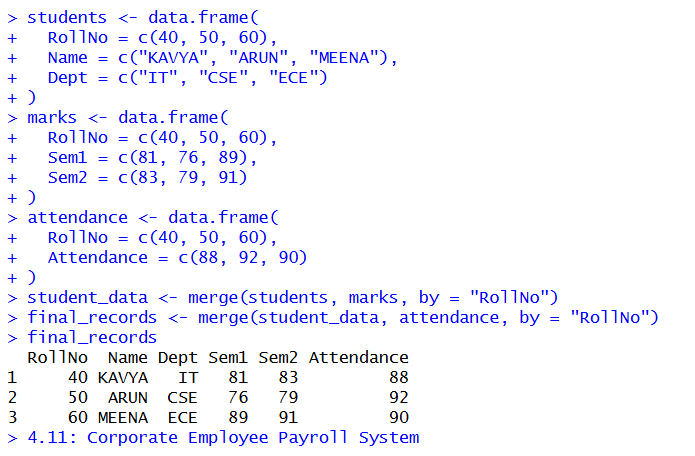 > students <- data.frame(
+   RollNo = c(40, 50, 60),
+   Name = c("KAVYA", "ARUN", "MEENA"),
+   Dept = c("IT", "CSE", "ECE")
+ )
> marks <- data.frame(
+   RollNo = c(40, 50, 60),
+   Sem1 = c(81, 76, 89),
+   Sem2 = c(83, 79, 91)
+ )
> attendance <- data.frame(
+   RollNo = c(40, 50, 60),
+   Attendance = c(88, 92, 90)
+ )
> student_data <- merge(students, marks, by = "RollNo")
> final_records <- merge(student_data, attendance, by = "RollNo")
> final_records
  RollNo  Name Dept Sem1 Sem2 Attendance
1     40 KAVYA   IT   81   83         88
2     50  ARUN  CSE   76   79         92
3     60 MEENA  ECE   89   91         90
> 4.11: Corporate Employee Payroll System